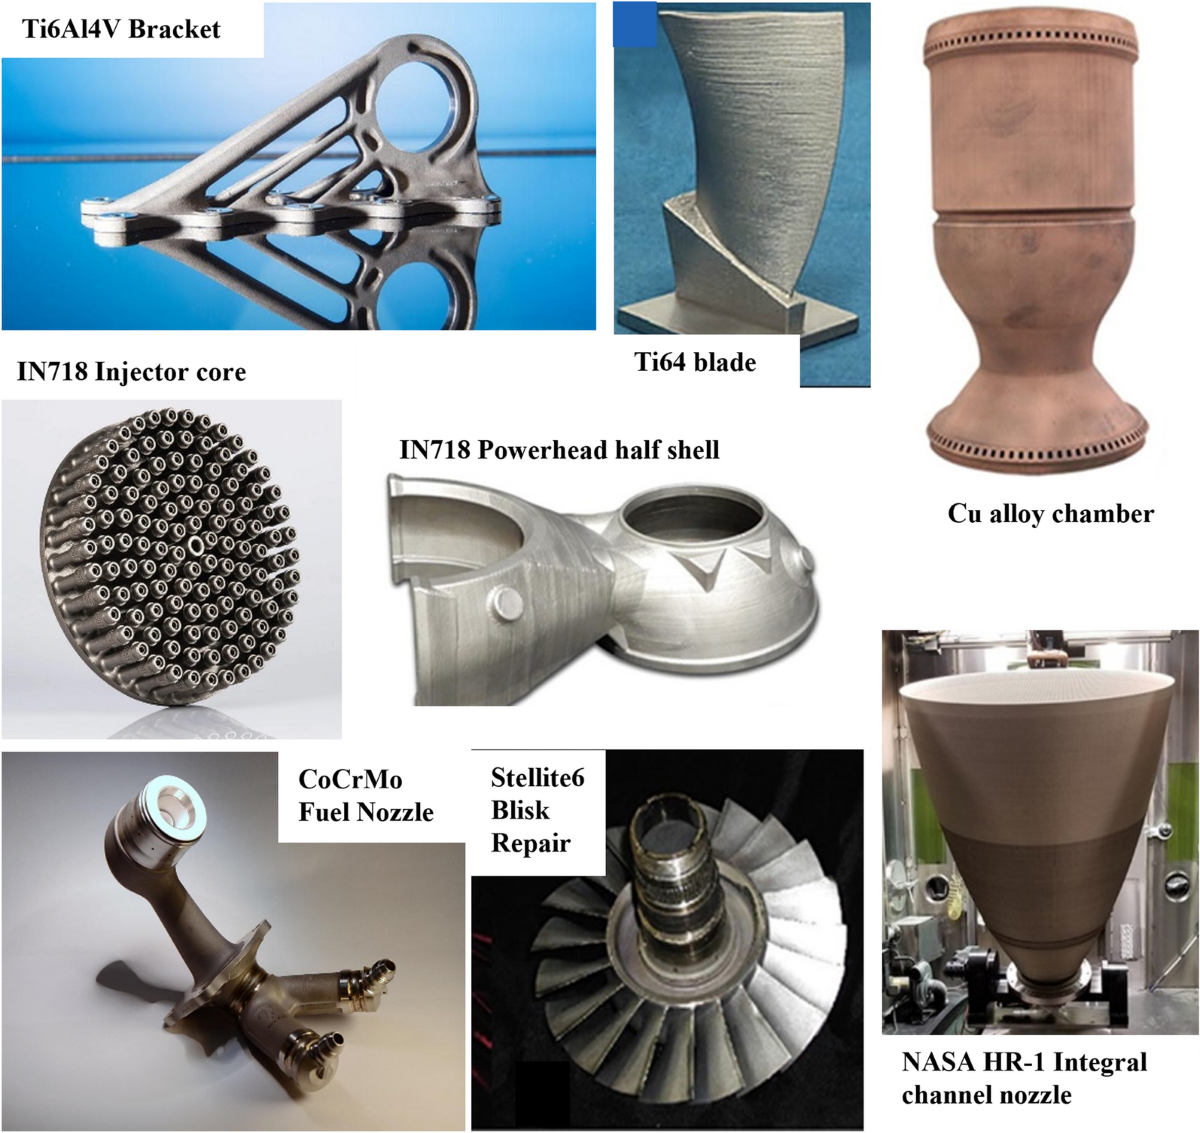 Ti6Al4V Bracket
Ti64 blade
IN718 Injector core
IN718 Powerhead half shell
Cu alloy chamber
CoCrMo
Fuel Nozzle
Stellite6
Blisk
Repair
NASA HR-1 Integral
channel nozzle